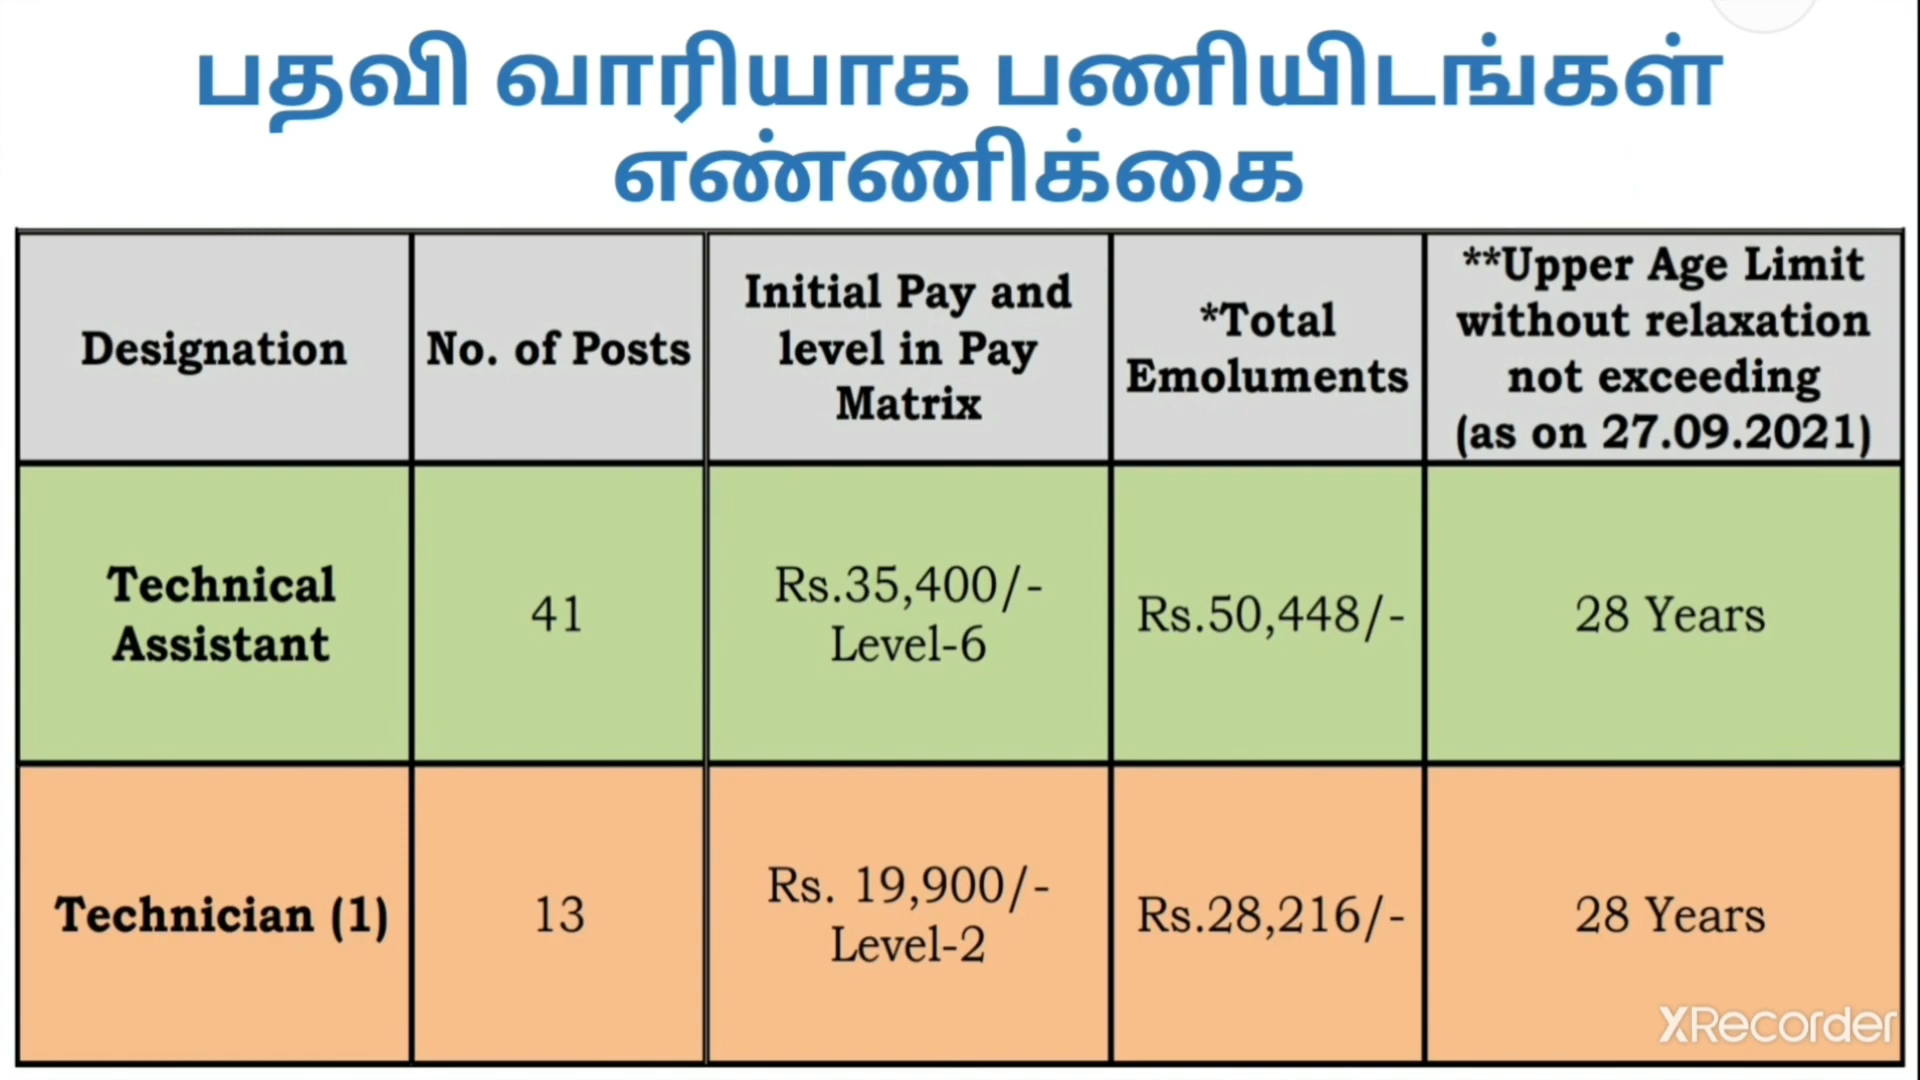 பதவி வாரியாக பணியிடங்கள்
எண்ணிக்கை
Designation
No. of Posts
Initial Pay and
level in Pay
Matrix
*Total
Emoluments
**Upper Age Limit
without relaxation
not exceeding
(as on 27.09.2021)
Technical
Assistant
41
Rs.35,400/-
Level-6
Rs.50,448/-
28 Years
Technician (1)
13
Rs. 19,900/-
Level-2
Rs.28,216/-
28 Years
XRecorder